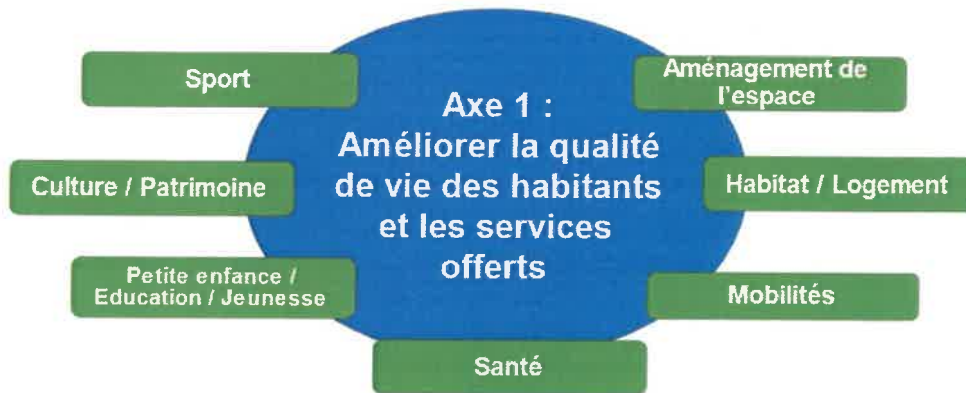 Sport
Aménagement de
l'espace
Axe 1 :
Améliorer la qualité
de vie des habitants
et les services
offerts
Culture / Patrimoine
Habitat / Logement
Petite enfance /
Education / Jeunesse
Mobilités
Santé